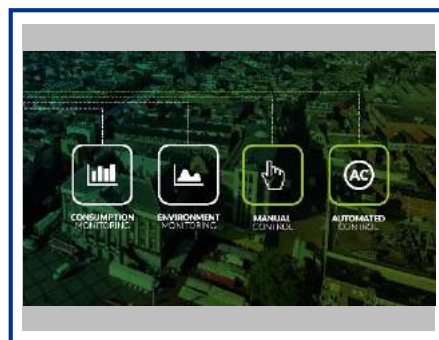 AC
CONSUMPTION
MONITORING
ENVIRONMENT
MONITORING
MANUAL
CONTROL
AUTOMATED
CONTROL